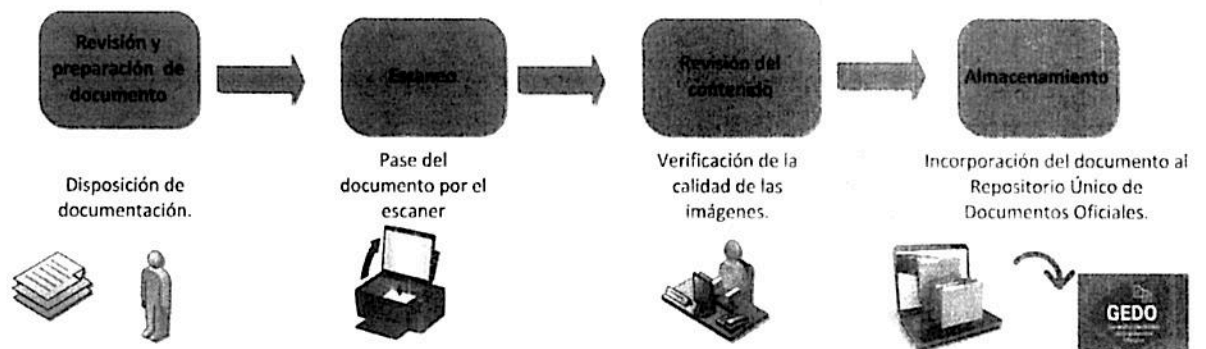 Revisión y
preparación de
documento
Escaneo
Revisión del
contenido
Almacenamiento
Disposición de
documentación.
Pase del
documento por el
escaner
Verificación de la
calidad de las
imágenes.
Incorporación del documento al
Repositorio Único de
Documentos Oficiales.
GEDO